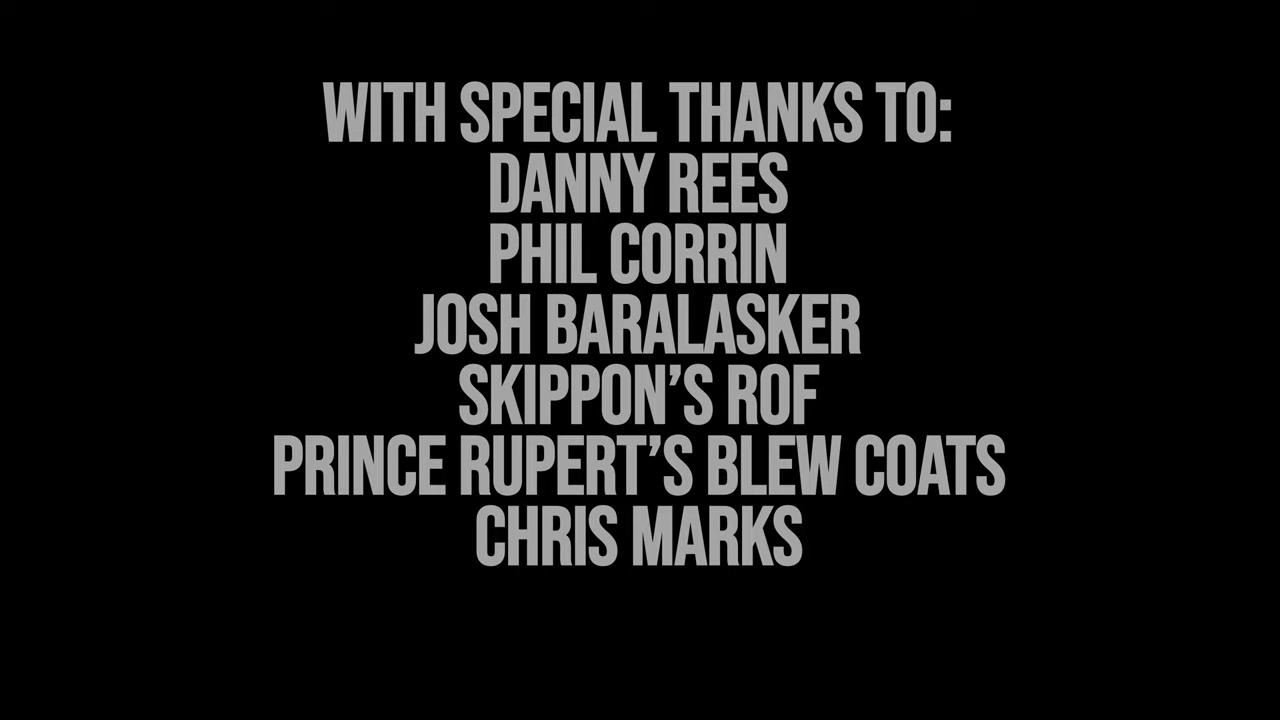 WITH SPECIAL THANKS TO:
DANNY REES
PHIL CORRIN
JOSH BARALASKER
SKIPPON’S ROF
PRINCE RUPERT’S BLEW COATS
CHRIS MARKS